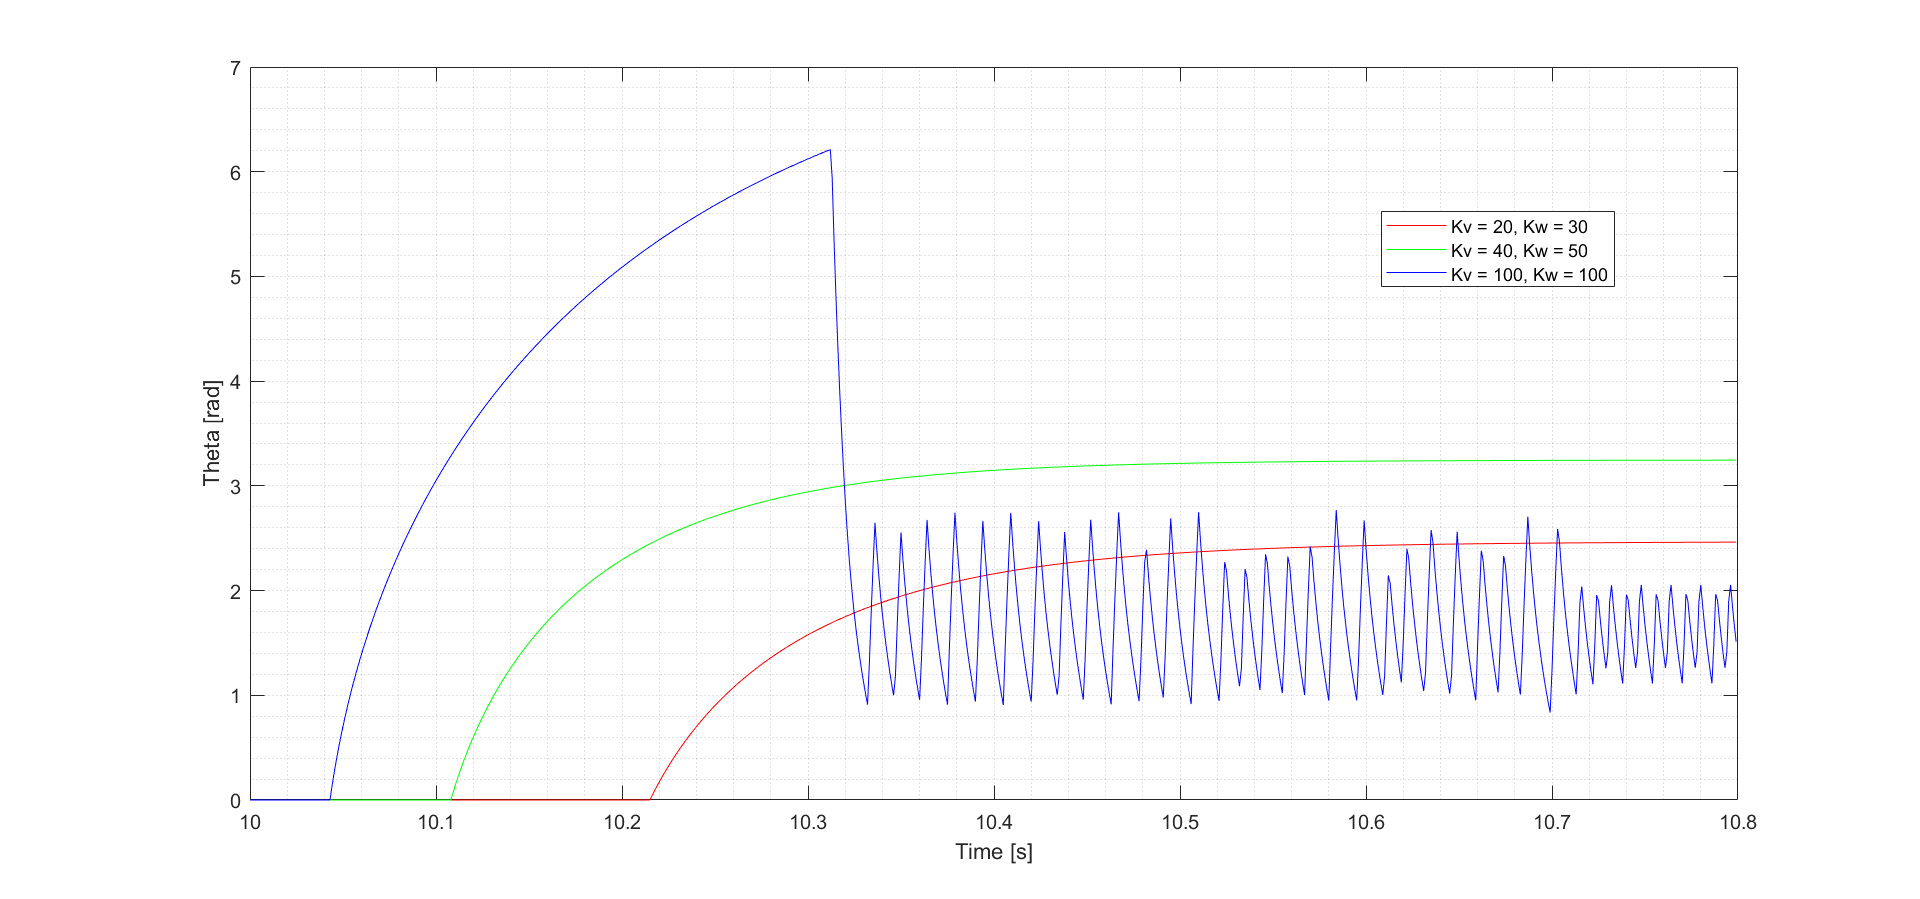 7
6
5
4
3
2
1
0
Theta [rad]
Kv = 20, Kw = 30
Kv = 40, Kw = 50
Kv = 100, Kw = 100
10 10.1 10.2 10.3 10.4 10.5 10.6 10.7 10.8
Time [s]